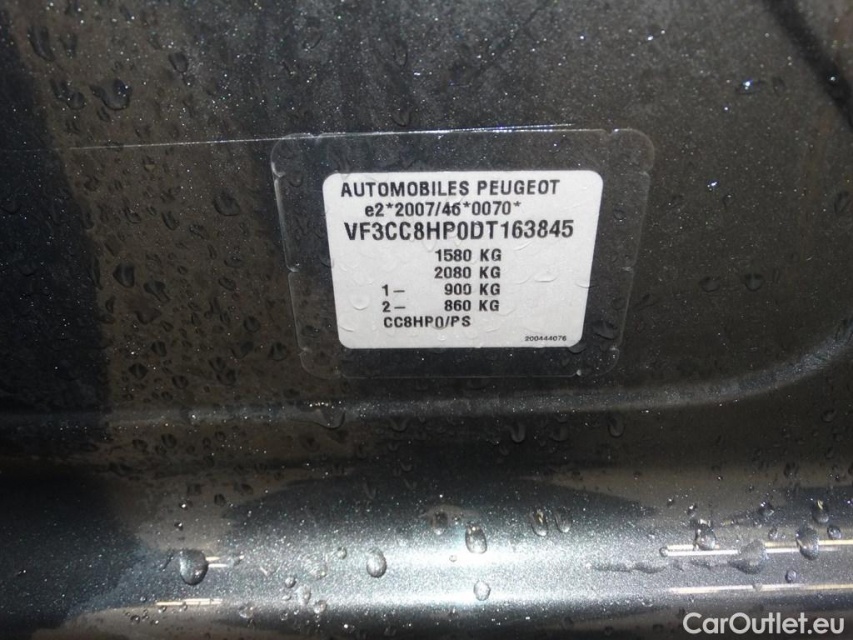 AUTOMOBILES PEUGEOT
e2*2007/46*0070*
VF3CC8HP0DT163845
1580 KG
2080 KG
1– 900 KG
2– 860 KG
CC8HP0/PS
200444076
CarOutlet.eu